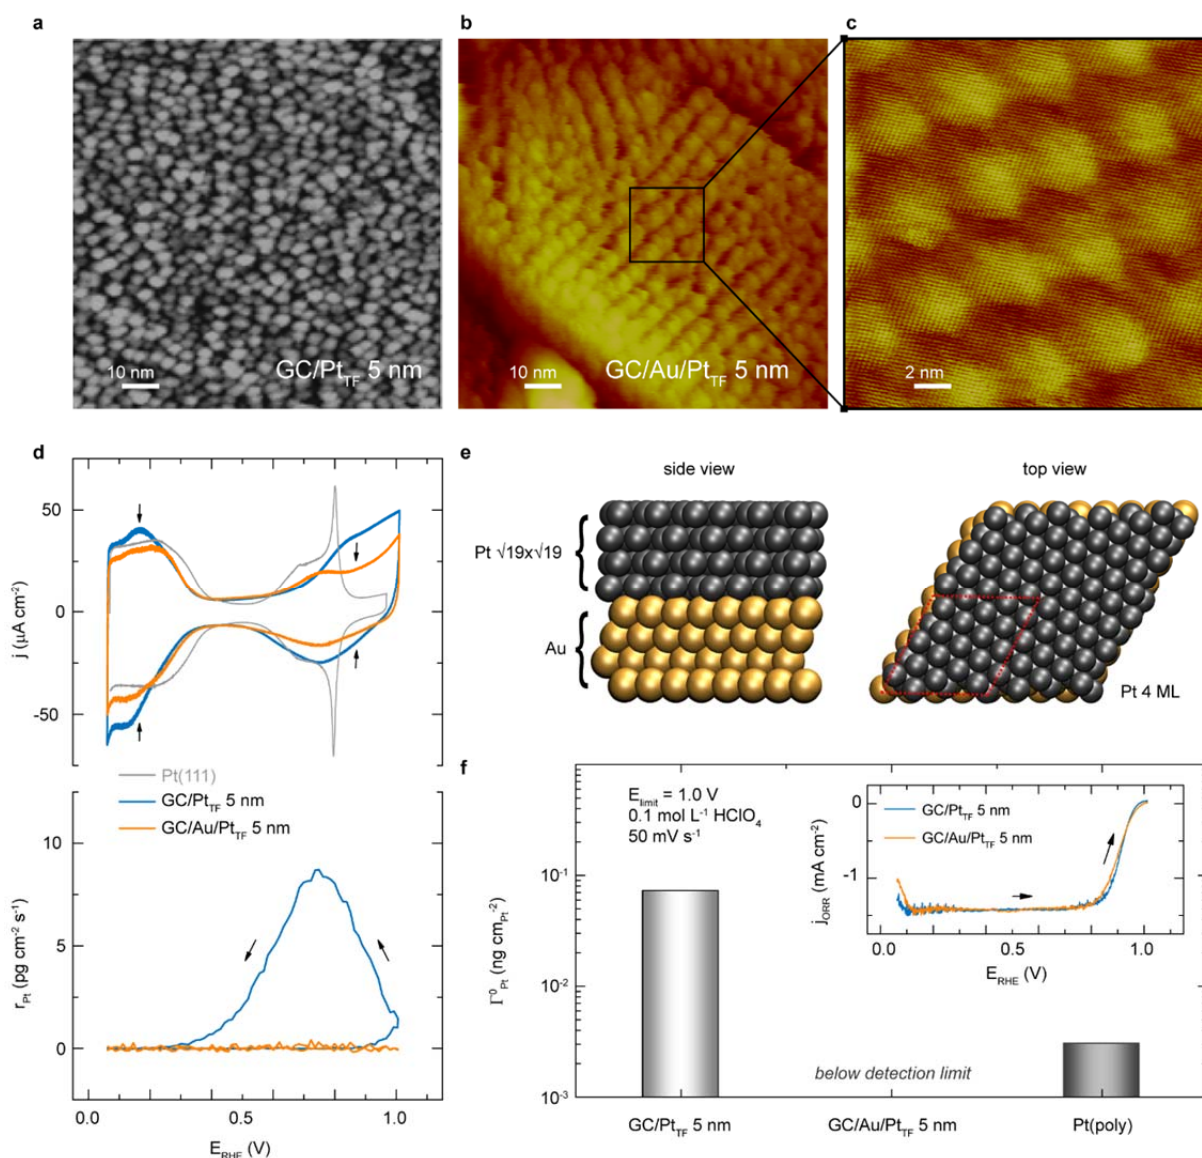 a
b
c
GC/Pt_TF 5 nm
10 nm
GC/Au/Pt_TF 5 nm
10 nm
2 nm
d
j (μA cm⁻²)
50
0
-50
Pt(111)
GC/Pt_TF 5 nm
GC/Au/Pt_TF 5 nm
r_Pt (pg cm⁻² s⁻¹)
10
5
0
0.0
0.5
1.0
E_RHE (V)
e
side view
top view
Pt √19x√19
Au
Pt 4 ML
f
Γ⁰_Pt (ng cm_Pt⁻²)
10⁻¹
10⁻²
10⁻³
E_limit = 1.0 V
0.1 mol L⁻¹ HClO₄
50 mV s⁻¹
GC/Pt_TF 5 nm
GC/Au/Pt_TF 5 nm
j_ORR (mA cm⁻²)
0
-1
0.0
0.5
1.0
E_RHE (V)
below detection limit
GC/Pt_TF 5 nm
GC/Au/Pt_TF 5 nm
Pt(poly)